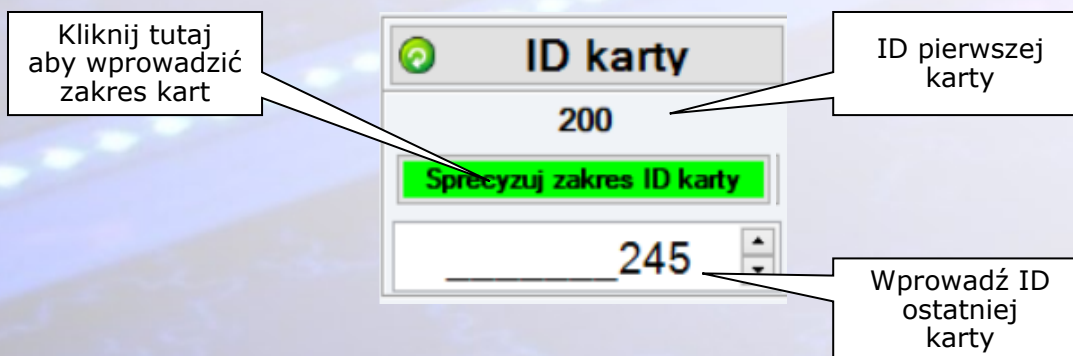 Kliknij tutaj
aby wprowadzić
zakres kart
ID karty
200
Sprecyzuj zakres ID karty
_______245
ID pierwszej
karty
Wprowadź ID
ostatniej
karty